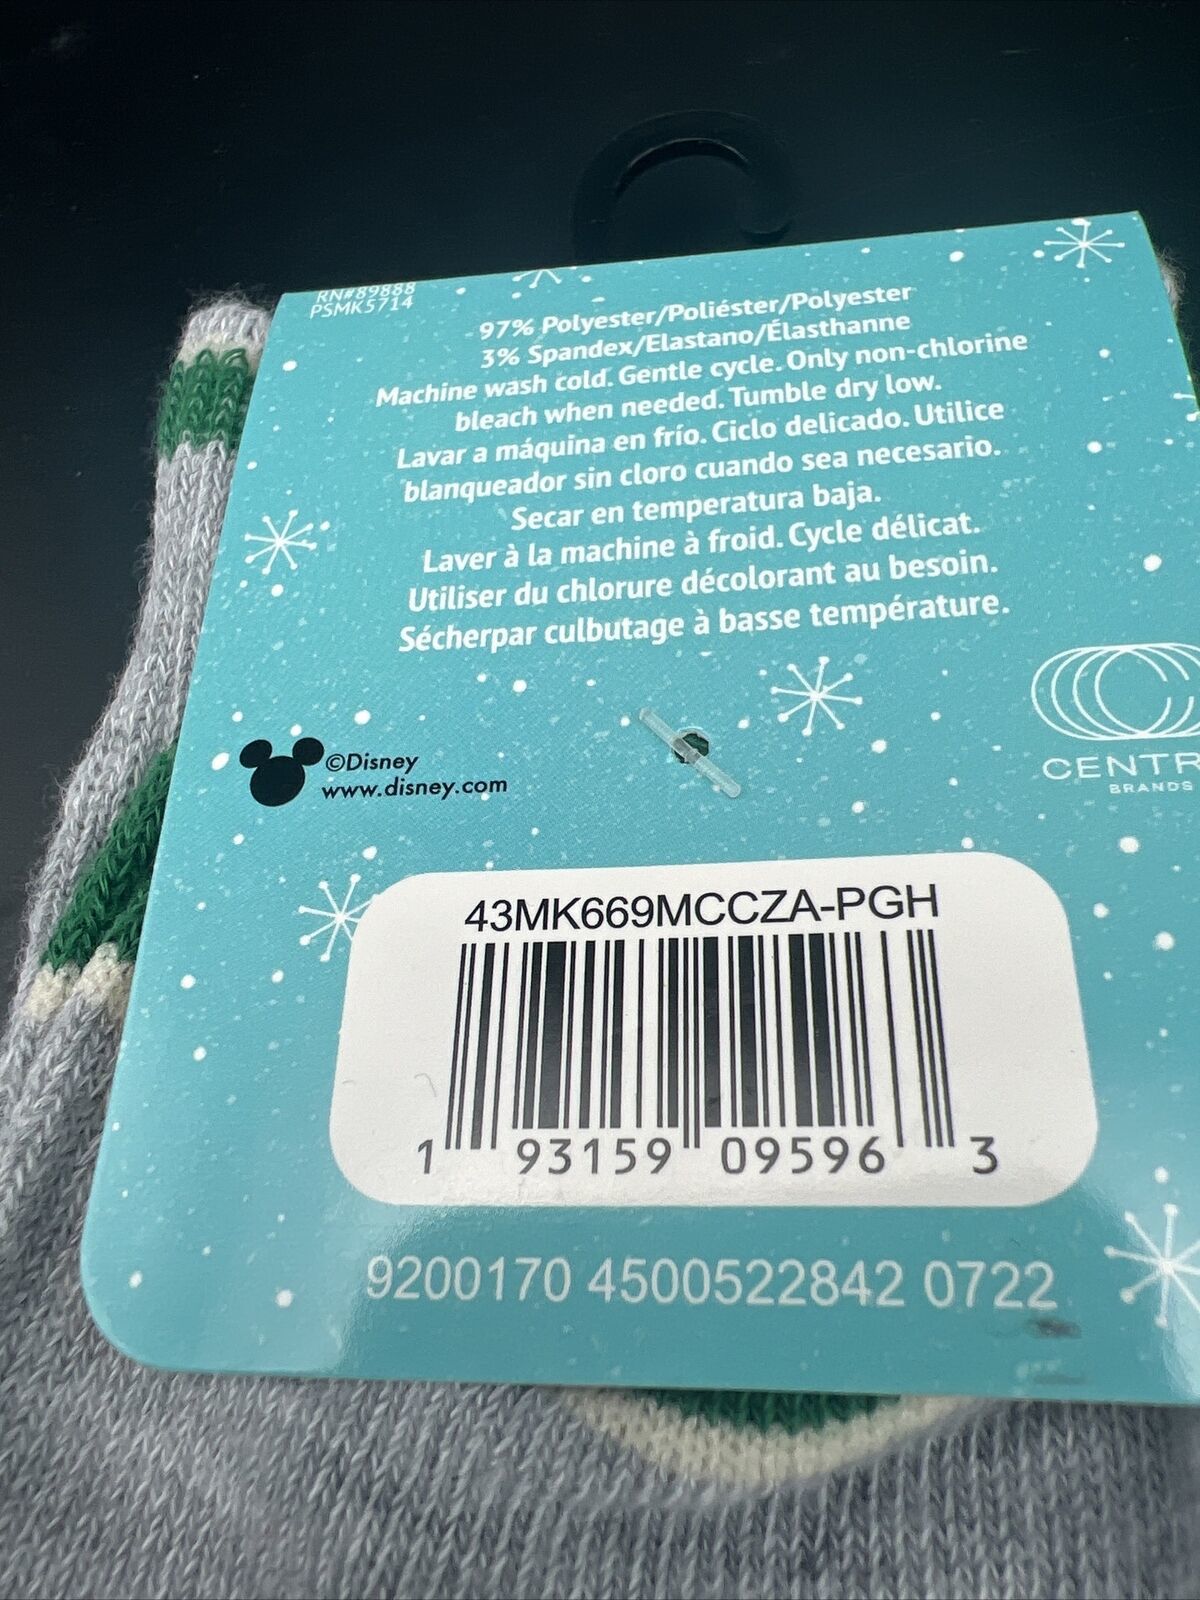 RN#89888
PSMK5714
97% Polyester/Poliéster/Polyester
3% Spandex/Elastano/Élasthanne
Machine wash cold. Gentle cycle. Only non-chlorine
bleach when needed. Tumble dry low.
Lavar a máquina en frío. Ciclo delicado. Utilice
blanqueador sin cloro cuando sea necesario.
Secar en temperatura baja.
Laver à la machine à froid. Cycle délicat.
Utiliser du chlorure décolorant au besoin.
Sécherpar culbutage à basse température.
©Disney
www.disney.com
CENTR
BRANDS
43MK669MCCZA-PGH
1 93159 09596 3
9200170 4500522842 0722